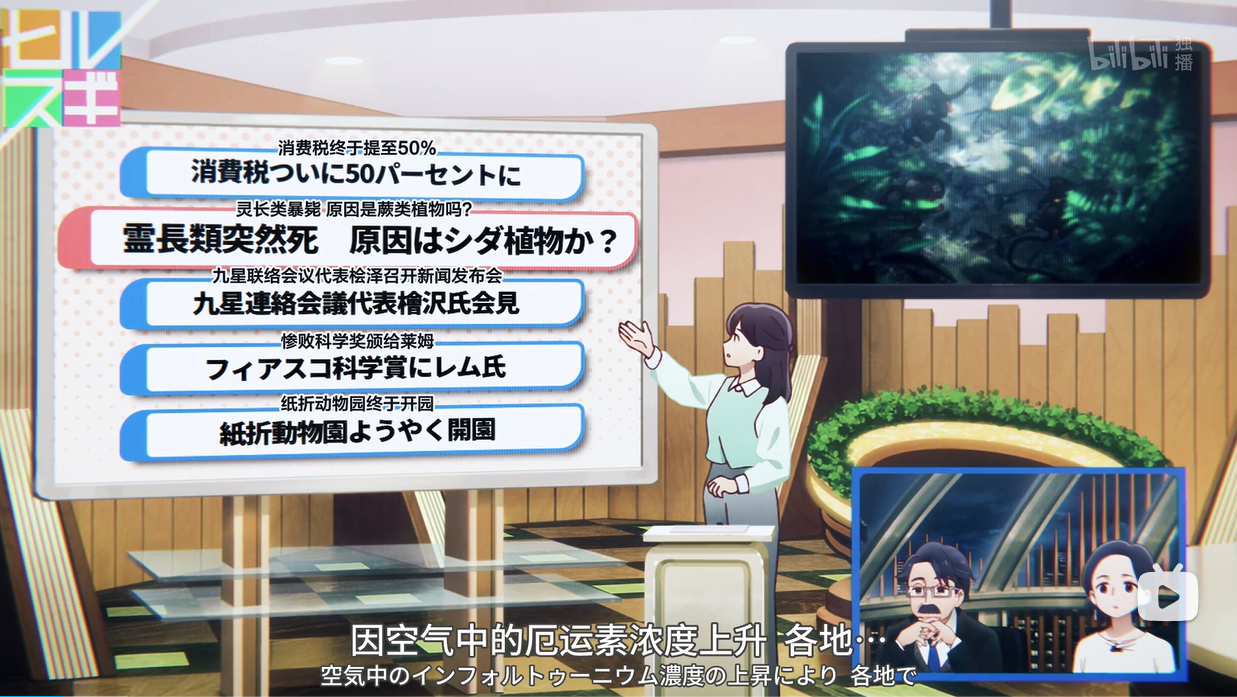 セルスギ
bilibili 独播
消费税终于提至50%
消費税ついに50パーセントに
灵长类暴毙 原因是蕨类植物吗?
霊長類突然死　原因はシダ植物か？
九星联络会议代表桧泽召开新闻发布会
九星連絡会議代表檜沢氏会見
惨败科学奖颁给莱姆
フィアスコ科学賞にレム氏
纸折动物园终于开园
紙折動物園ようやく開園
因空气中的厄运素浓度上升 各地…
空気中のインフォルトゥーニウム濃度の上昇により 各地で